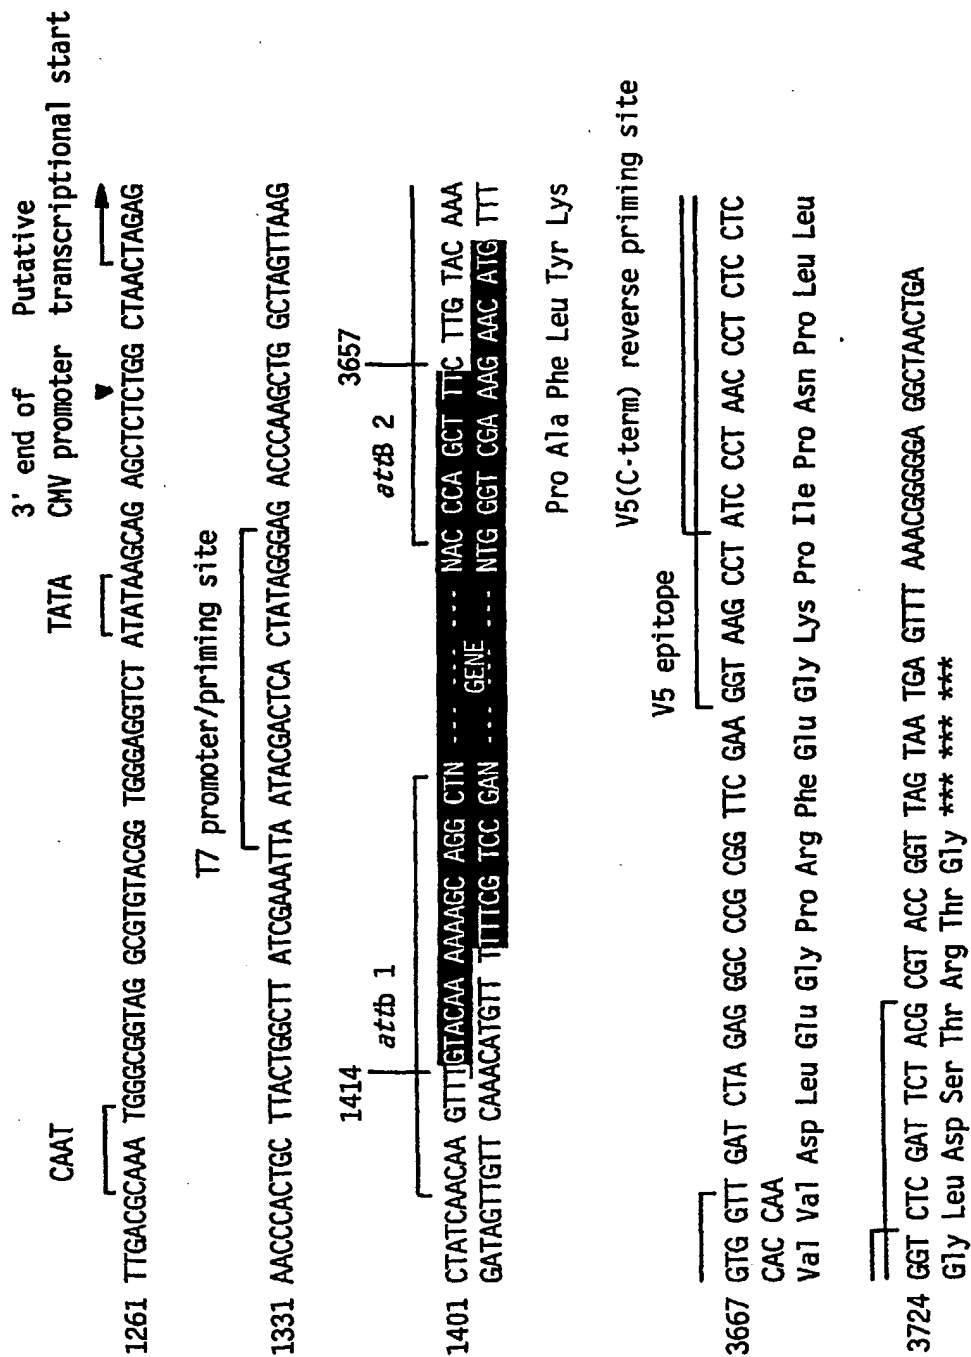 3' end of Putative
CAAT TATA CMV promoter transcriptional start
1261 TTGACGCAAA TGGGCGGTAG GCGTGTACGG TGGGAGGTCT ATATAAGCAG AGCTCTCTGG CTAACTAGAG
T7 promoter/priming site
1331 AACCCACTGC TTACTGGCTT ATCGAAATTA ATACGACTCA CTATAGGGAG ACCCAAGCTG GCTAGTTAAG
1414 3657
attb 1 attB 2
1401 CTATCAACAA GTTTGTACAA AAAAGC AGG CTN --- --- --- NAC CCA GCT TTC TTG TAC AAA
GENE
GATAGTTGTT CAAACATGTT TTTTCG TCC GAN --- --- --- NTG GGT CGA AAG AAC ATG TTT
Pro Ala Phe Leu Tyr Lys
V5 epitope V5(C-term) reverse priming site
3667 GTG GTT GAT CTA GAG GGC CCG CGG TTC GAA GGT AAG CCT ATC CCT AAC CCT CTC CTC
CAC CAA
Val Val Asp Leu Glu Gly Pro Arg Phe Glu Gly Lys Pro Ile Pro Asn Pro Leu Leu
3724 GGT CTC GAT TCT ACG CGT ACC GGT TAG TAA TGA GTTT AAACGGGGGA GGCTAACTGA
Gly Leu Asp Ser Thr Arg Thr Gly *** *** ***